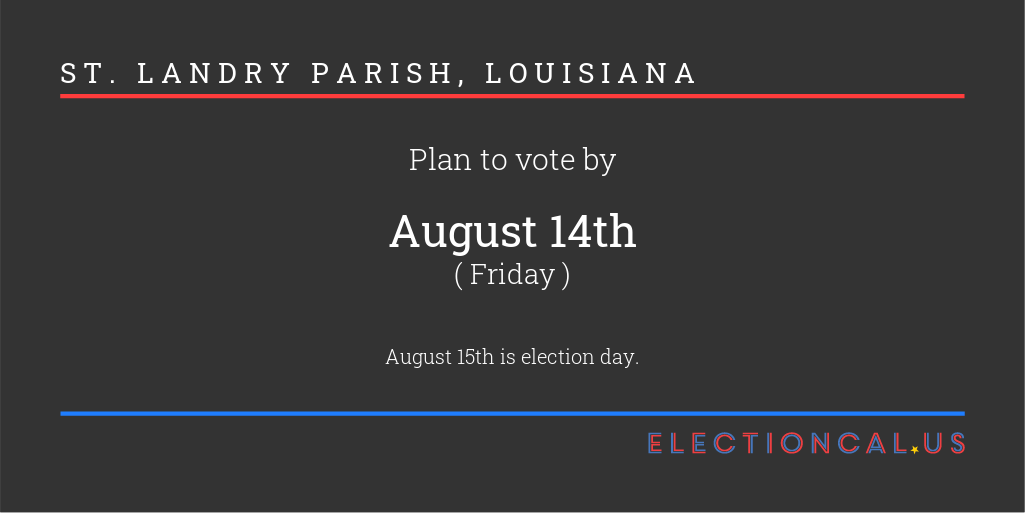 ST. LANDRY PARISH, LOUISIANA
Plan to vote by
August 14th
( Friday )
August 15th is election day.
ELECTIONCAL.US